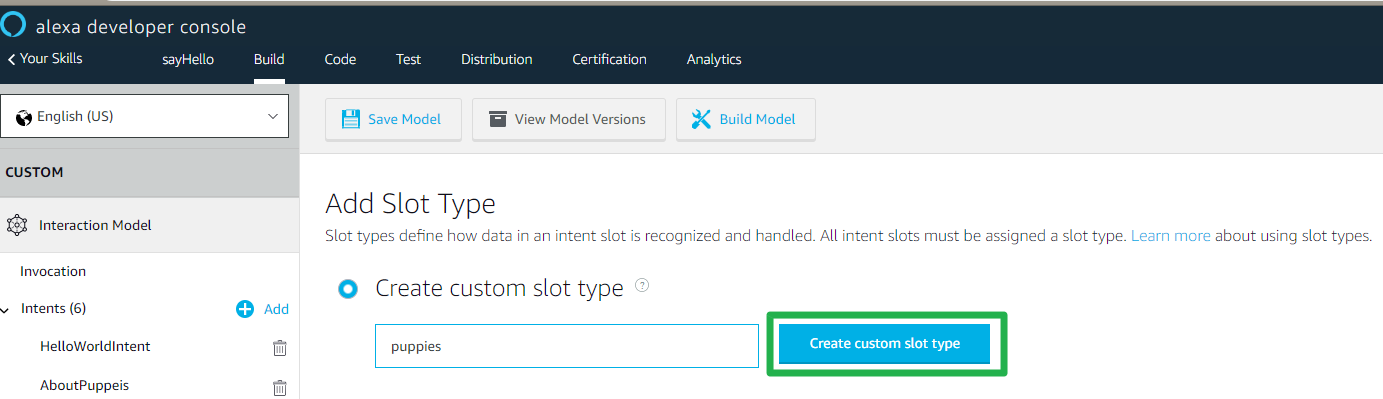 alexa developer console
Your Skills sayHello Build Code Test Distribution Certification Analytics
English (US)
Save Model View Model Versions Build Model
CUSTOM
Interaction Model
Add Slot Type
Slot types define how data in an intent slot is recognized and handled. All intent slots must be assigned a slot type. Learn more about using slot types.
Invocation
Create custom slot type ?
Intents (6) Add
puppies Create custom slot type
HelloWorldIntent
AboutPuppeis